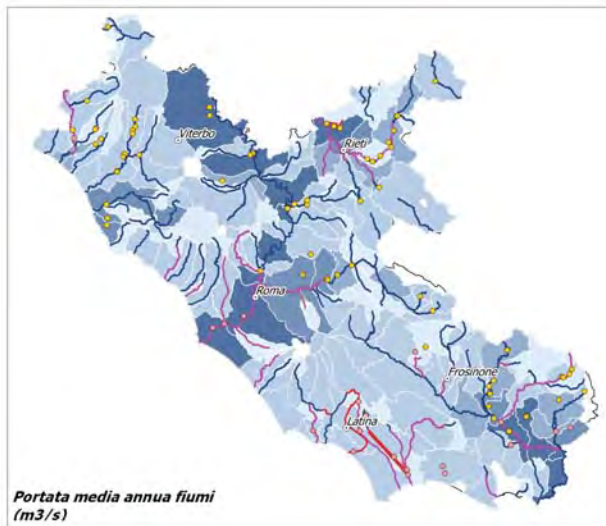 Viterbo
Rieti
Roma
Frosinone
Latina
Portata media annua fiumi
(m3/s)